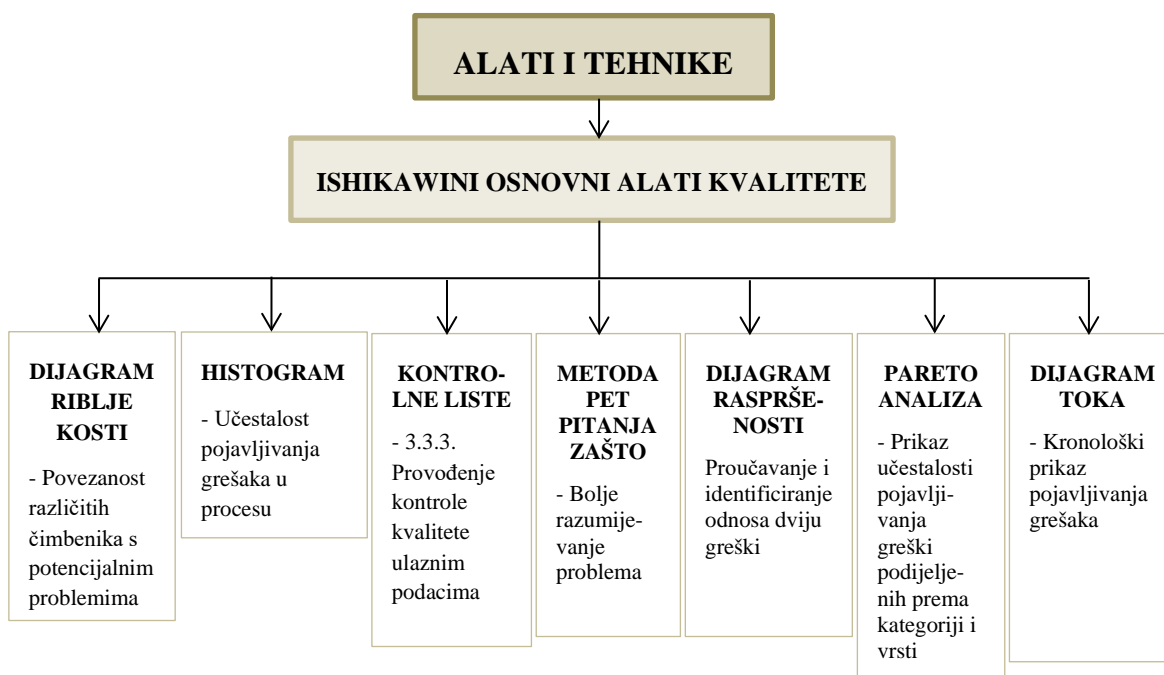 ALATI I TEHNIKE
ISHIKAWINI OSNOVNI ALATI KVALITETE
DIJAGRAM
RIBLJE
KOSTI
- Povezanost
različitih
čimbenika s
potencijalnim
problemima
HISTOGRAM
- Učestalost
pojavljivanja
grešaka u
procesu
KONTRO-
LNE LISTE
- 3.3.3.
Provođenje
kontrole
kvalitete
ulaznim
podacima
METODA
PET
PITANJA
ZAŠTO
- Bolje
razumije-
vanje
problema
DIJAGRAM
RASPRŠE-
NOSTI
Proučavanje i
identificiranje
odnosa dviju
greški
PARETO
ANALIZA
- Prikaz
učestalosti
pojavlji-
vanja
greški
podijelje-
nih prema
kategoriji i
vrsti
DIJAGRAM
TOKA
- Kronološki
prikaz
pojavljivanja
grešaka